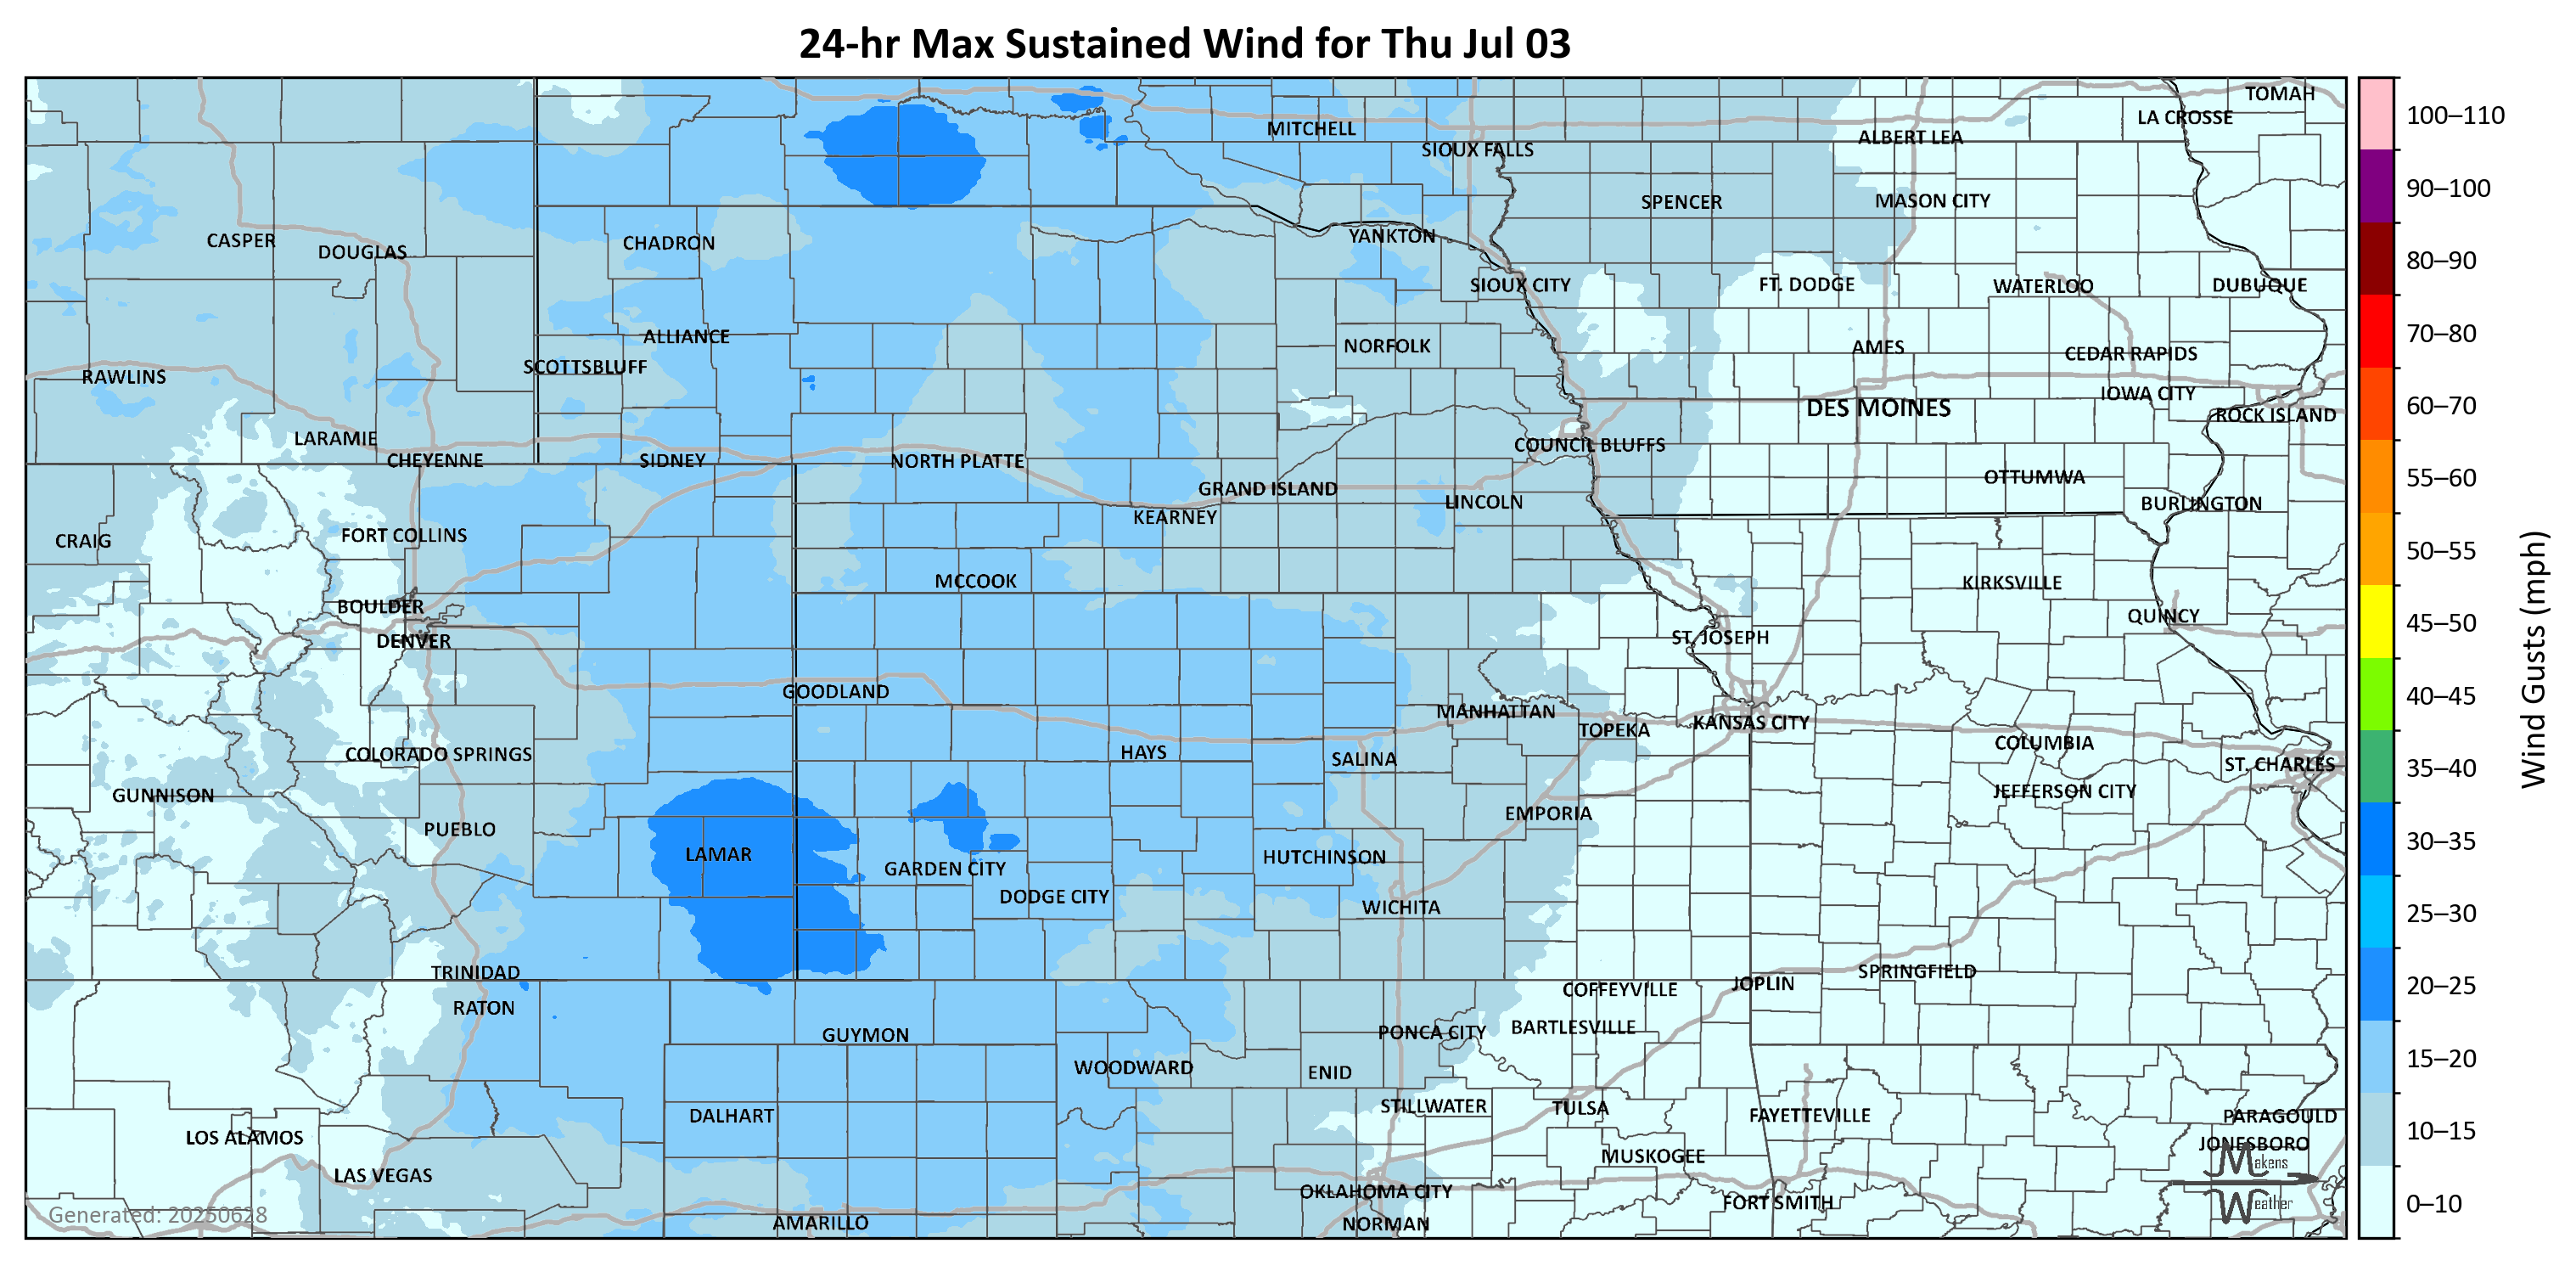 24-hr Max Sustained Wind for Thu Jul 03
TOMAH
LA CROSSE
MITCHELL
ALBERT LEA
SIOUX FALLS
SPENCER
MASON CITY
CASPER
DOUGLAS
CHADRON
YANKTON
SIOUX CITY
FT. DODGE
WATERLOO
DUBUQUE
ALLIANCE
SCOTTSBLUFF
NORFOLK
AMES
CEDAR RAPIDS
RAWLINS
IOWA CITY
DES MOINES
ROCK ISLAND
LARAMIE
CHEYENNE
SIDNEY
NORTH PLATTE
COUNCIL BLUFFS
GRAND ISLAND
LINCOLN
OTTUMWA
BURLINGTON
KEARNEY
CRAIG
FORT COLLINS
MCCOOK
KIRKSVILLE
BOULDER
QUINCY
DENVER
ST. JOSEPH
GOODLAND
MANHATTAN
TOPEKA
KANSAS CITY
COLORADO SPRINGS
HAYS
SALINA
COLUMBIA
ST. CHARLES
GUNNISON
JEFFERSON CITY
PUEBLO
EMPORIA
LAMAR
GARDEN CITY
HUTCHINSON
DODGE CITY
WICHITA
TRINIDAD
SPRINGFIELD
JOPLIN
COFFEYVILLE
RATON
GUYMON
PONCA CITY
BARTLESVILLE
WOODWARD
ENID
DALHART
STILLWATER
TULSA
FAYETTEVILLE
PARAGOULD
LOS ALAMOS
JONESBORO
LAS VEGAS
MUSKOGEE
OKLAHOMA CITY
FORT SMITH
AMARILLO
NORMAN
Generated: 20250628
Makens
Weather
100–110
90–100
80–90
70–80
60–70
55–60
50–55
45–50
40–45
35–40
30–35
25–30
20–25
15–20
10–15
0–10
Wind Gusts (mph)